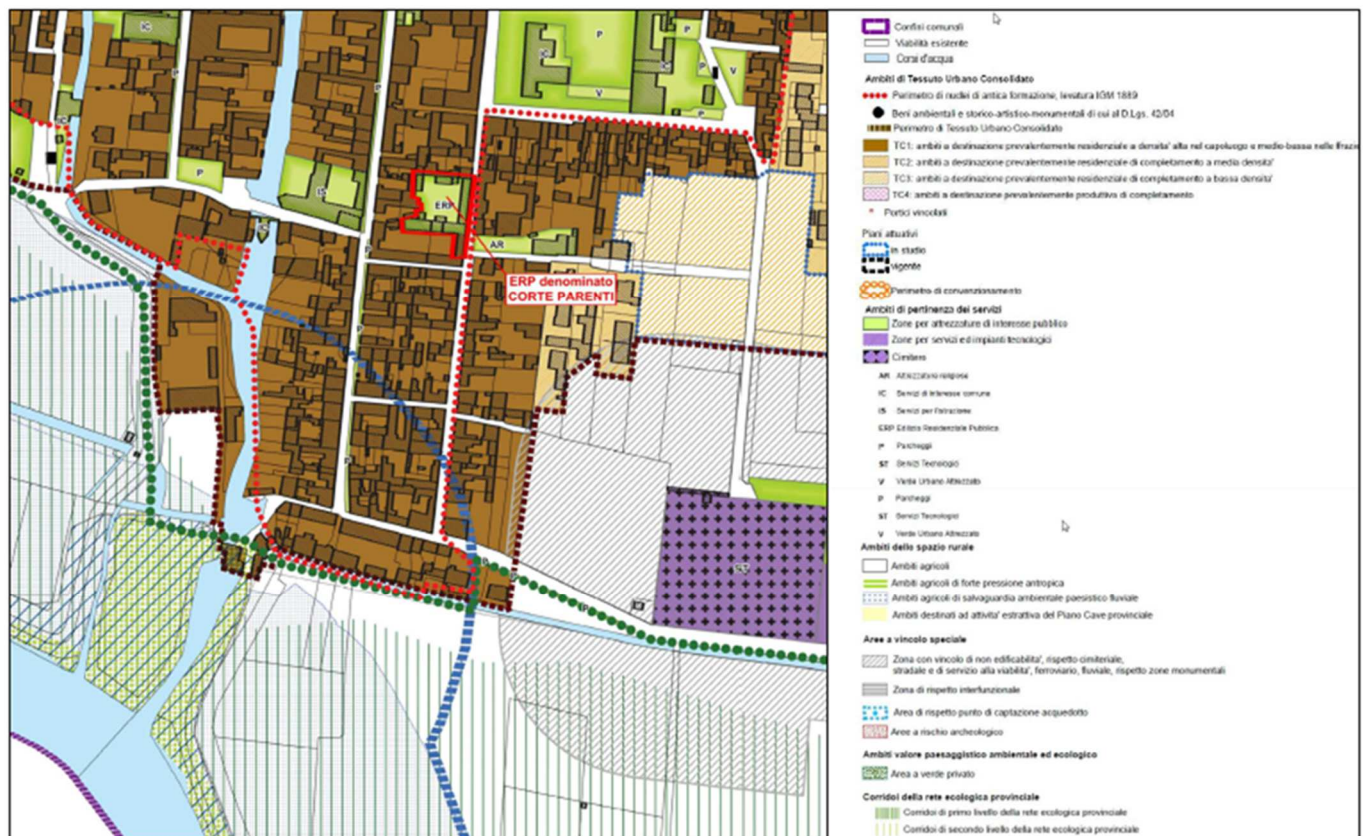 IC
P
IC
P
IC
P
V
V
P
IS
P
ERP
AR
ERP denominato
CORTE PARENTI
P
P
ST
P
Confini comunali
Viabilità esistente
Corsi d'acqua
Ambiti di Tessuto Urbano Consolidato
Perimetro di nuclei di antica formazione, levatura IGM 1889
Beni ambientali e storico-artistico-monumentali di cui al D.Lgs. 42/04
Perimetro di Tessuto Urbano Consolidato
TC1: ambiti a destinazione prevalentemente residenziale a densita' alta nel capoluogo e medio-bassa nelle frazio
TC2: ambiti a destinazione prevalentemente residenziale di completamento a media densita'
TC3: ambiti a destinazione prevalentemente residenziale di completamento a bassa densita'
TC4: ambiti a destinazione prevalentemente produttivo di completamento
Portici vincolati
Piani attuativi
in studio
vigente
Perimetro di convenzionamento
Ambiti di pertinenza dei servizi
Zone per attrezzature di interesse pubblico
Zone per servizi ed impianti tecnologici
Cimitero
AR Attrezzature religiose
IC Servizi di interesse comune
IS Servizi per l'istruzione
ERP Edilizia Residenziale Pubblica
P Parcheggi
ST Servizi Tecnologici
V Verde Urbano Attrezzato
P Parcheggi
ST Servizi Tecnologici
V Verde Urbano Attrezzato
Ambiti dello spazio rurale
Ambiti agricoli
Ambiti agricoli di forte pressione antropica
Ambiti agricoli di salvaguardia ambientale paesistico fluviale
Ambiti destinati ad attivita' estrattiva del Piano Cave provinciale
Aree a vincolo speciale
Zona con vincolo di non edificabilita', rispetto cimiteriale,
stradale e di servizio alla viabilita', ferroviario, fluviale, rispetto zone monumentali
Zona di rispetto interfunzionale
Area di rispetto punto di captazione acquedotto
Aree a rischio archeologico
Ambiti valore paesaggistico ambientale ed ecologico
Area a verde privato
Corridoi della rete ecologica provinciale
Corridoi di primo livello della rete ecologica provinciale
Corridoi di secondo livello della rete ecologica provinciale